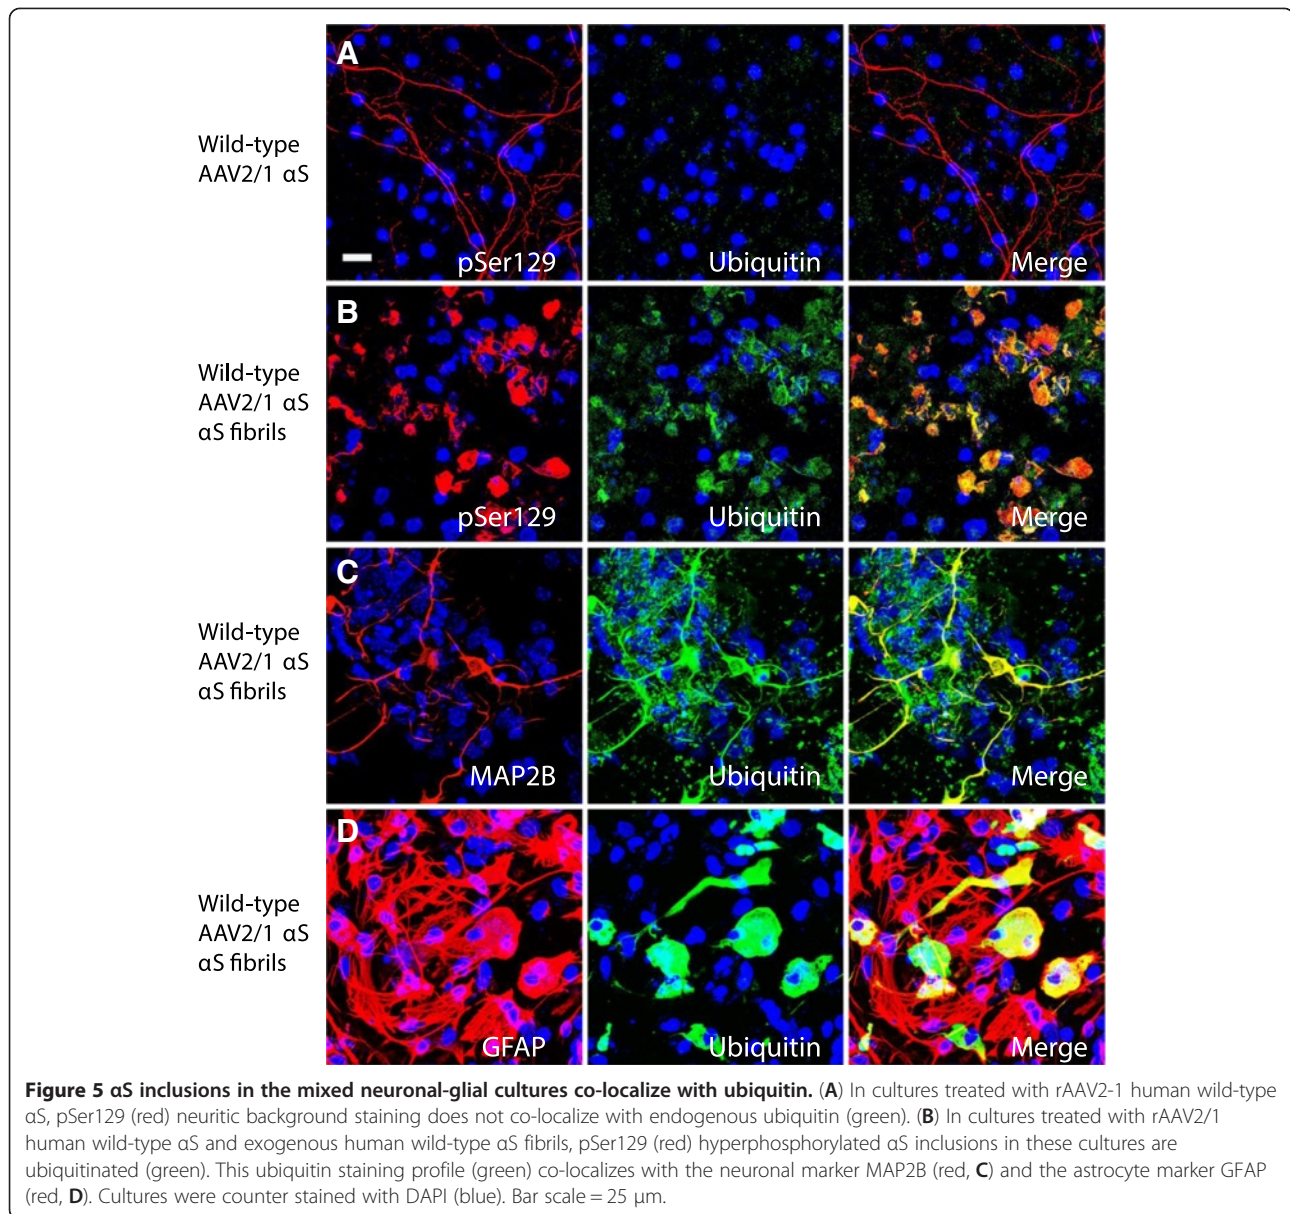 A
Wild-type
AAV2/1 αS
pSer129
Ubiquitin
Merge
B
Wild-type
AAV2/1 αS
αS fibrils
pSer129
Ubiquitin
Merge
C
Wild-type
AAV2/1 αS
αS fibrils
MAP2B
Ubiquitin
Merge
D
Wild-type
AAV2/1 αS
αS fibrils
GFAP
Ubiquitin
Merge
Figure 5 αS inclusions in the mixed neuronal-glial cultures co-localize with ubiquitin. (A) In cultures treated with rAAV2-1 human wild-type
αS, pSer129 (red) neuritic background staining does not co-localize with endogenous ubiquitin (green). (B) In cultures treated with rAAV2/1
human wild-type αS and exogenous human wild-type αS fibrils, pSer129 (red) hyperphosphorylated αS inclusions in these cultures are
ubiquitinated (green). This ubiquitin staining profile (green) co-localizes with the neuronal marker MAP2B (red, C) and the astrocyte marker GFAP
(red, D). Cultures were counter stained with DAPI (blue). Bar scale = 25 μm.